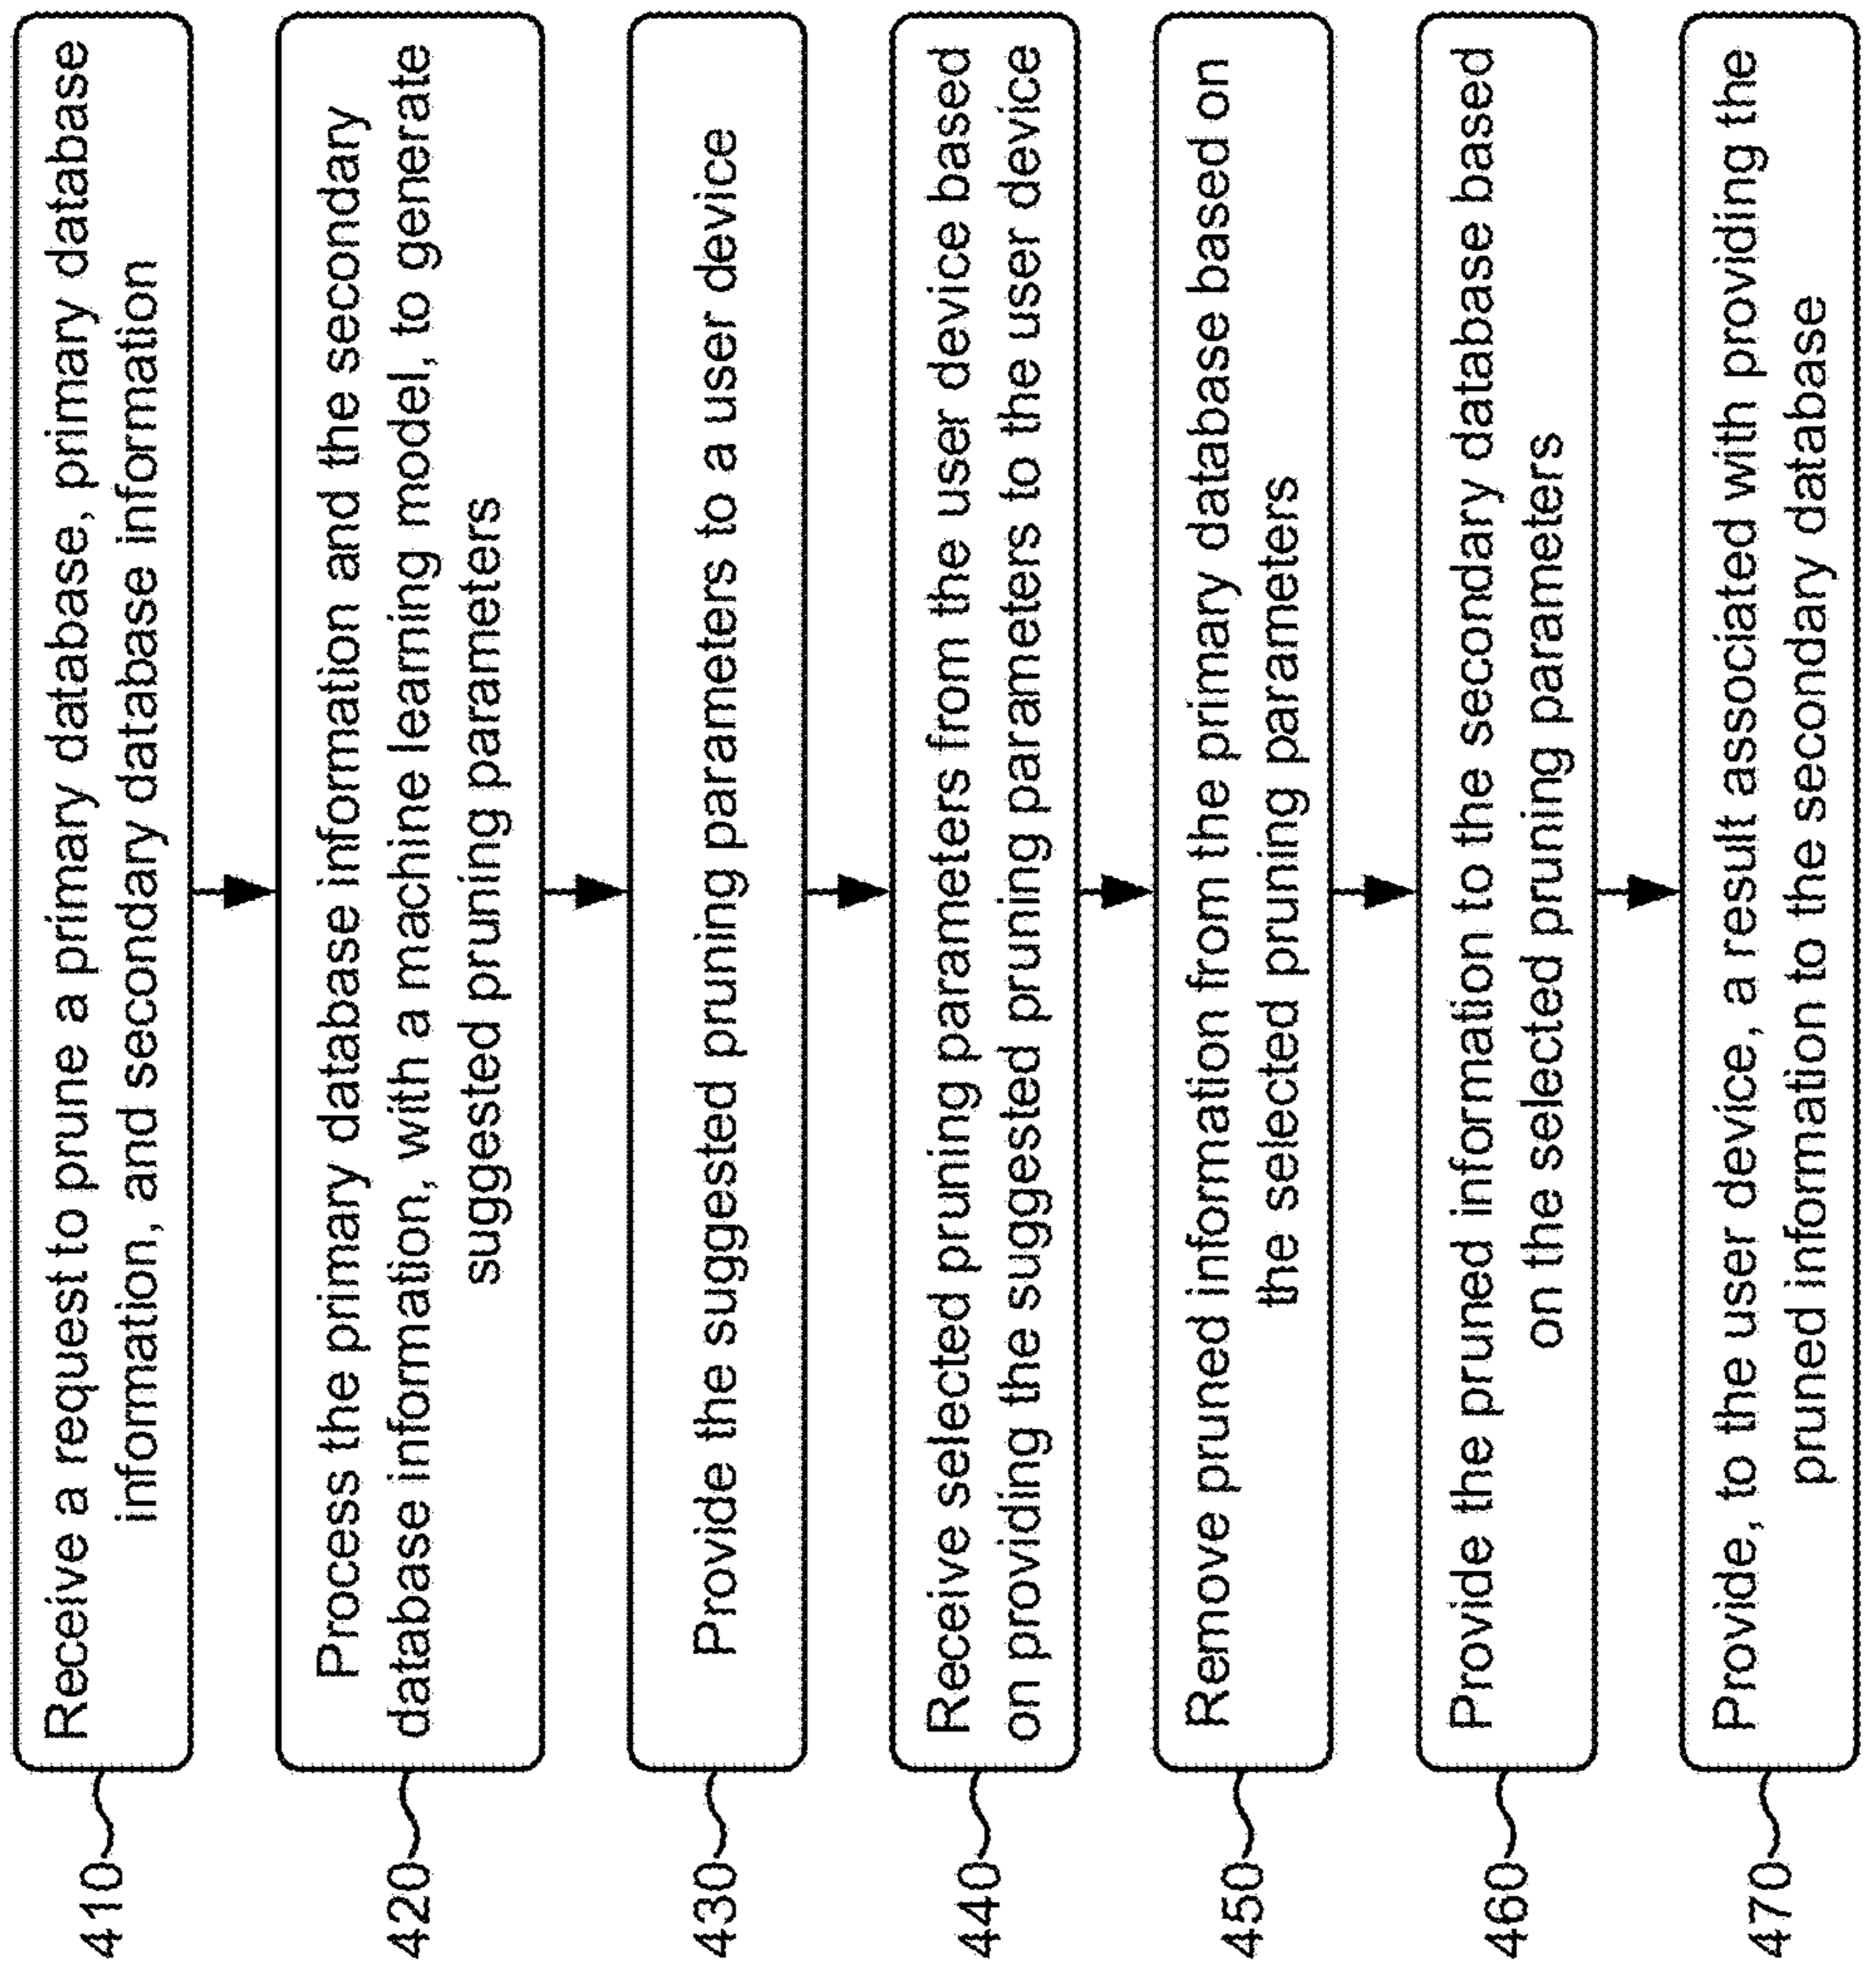 410
Receive a request to prune a primary database, primary database
information, and secondary database information
420
Process the primary database information and the secondary
database information, with a machine learning model, to generate
suggested pruning parameters
430
Provide the suggested pruning parameters to a user device
440
Receive selected pruning parameters from the user device based
on providing the suggested pruning parameters to the user device
450
Remove pruned information from the primary database based on
the selected pruning parameters
460
Provide the pruned information to the secondary database based
on the selected pruning parameters
470
Provide, to the user device, a result associated with providing the
pruned information to the secondary database